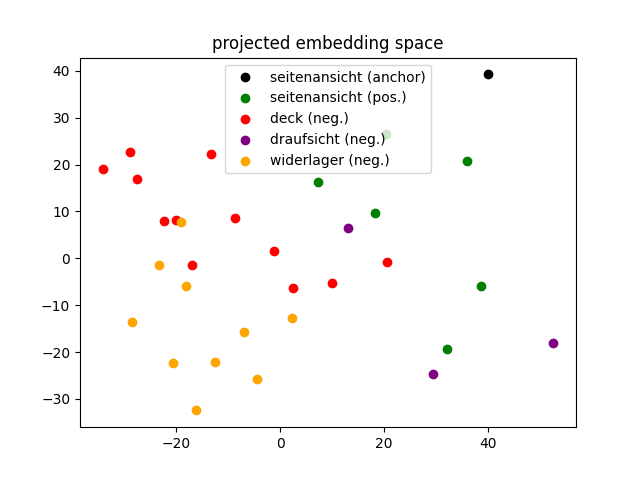 projected embedding space
seitenansicht (anchor)
seitenansicht (pos.)
deck (neg.)
draufsicht (neg.)
widerlager (neg.)
40
30
20
10
0
−10
−20
−30
−20 0 20 40